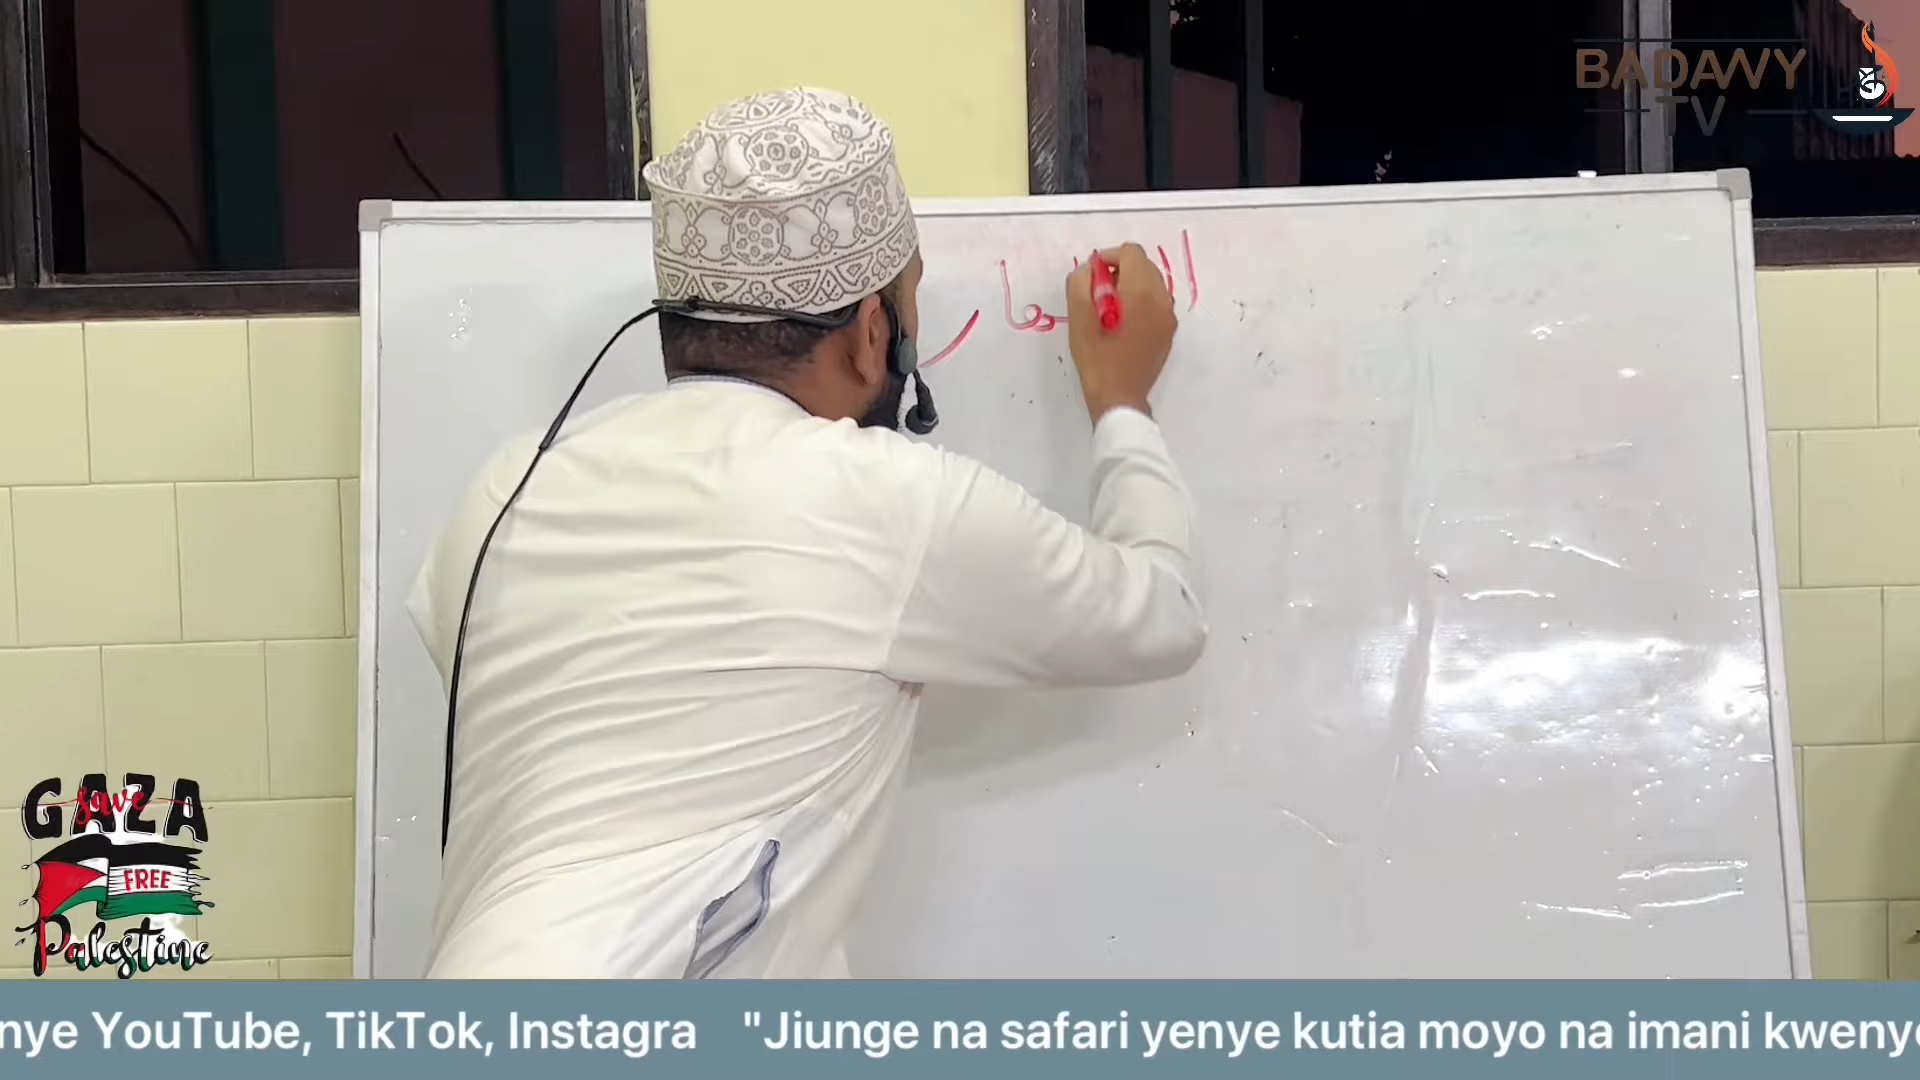 BADAWY
TV
GAZA
save
FREE
Palestine
nye YouTube, TikTok, Instagra "Jiunge na safari yenye kutia moyo na imani kwenye